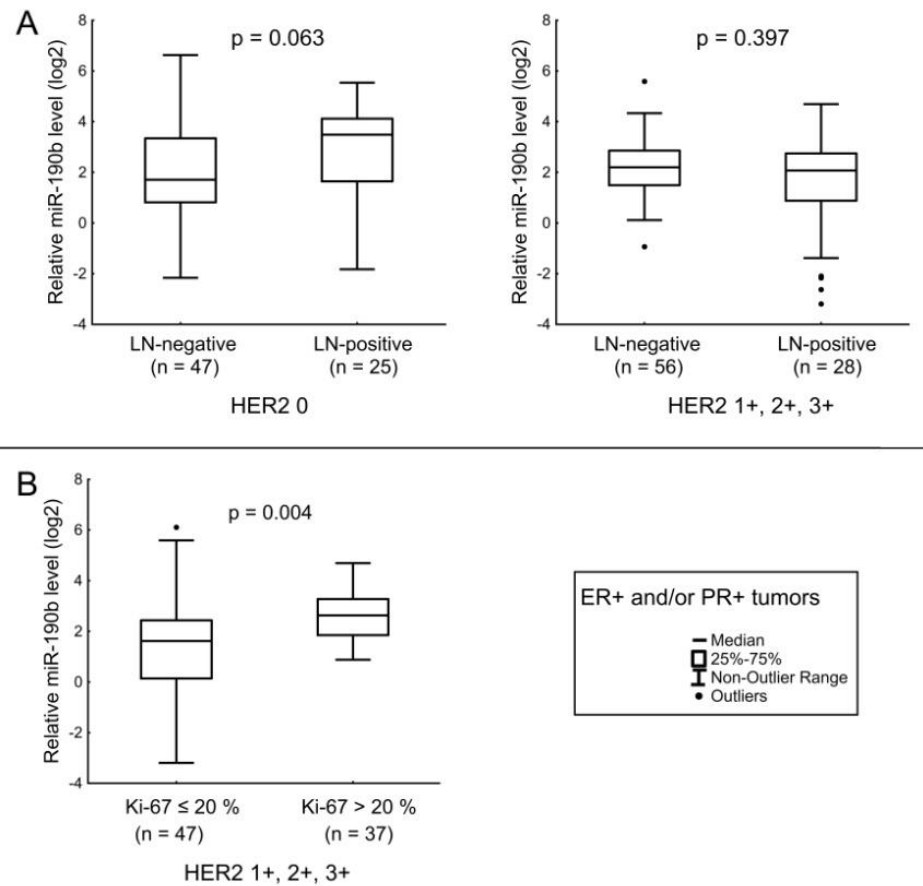 A
8
6
4
2
0
-2
-4
Relative miR-190b level (log2)
p = 0.063
LN-negative
(n = 47)
LN-positive
(n = 25)
HER2 0
8
6
4
2
0
-2
-4
Relative miR-190b level (log2)
p = 0.397
LN-negative
(n = 56)
LN-positive
(n = 28)
HER2 1+, 2+, 3+
B
8
6
4
2
0
-2
-4
Relative miR-190b level (log2)
p = 0.004
Ki-67 ≤ 20 %
(n = 47)
Ki-67 > 20 %
(n = 37)
HER2 1+, 2+, 3+
ER+ and/or PR+ tumors
Median
25%-75%
Non-Outlier Range
Outliers